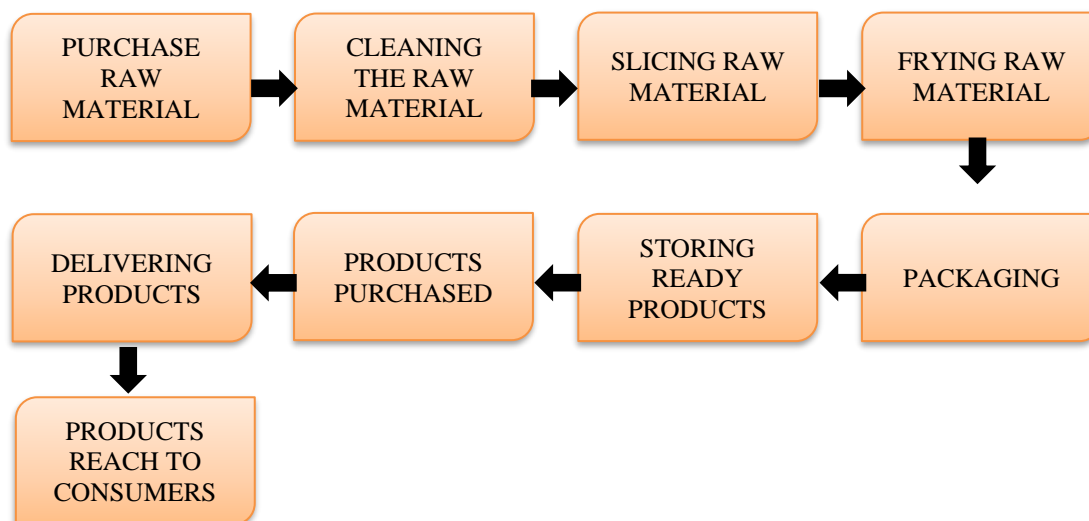 PURCHASE
RAW
MATERIAL
CLEANING
THE RAW
MATERIAL
SLICING RAW
MATERIAL
FRYING RAW
MATERIAL
PACKAGING
STORING
READY
PRODUCTS
PRODUCTS
PURCHASED
DELIVERING
PRODUCTS
PRODUCTS
REACH TO
CONSUMERS